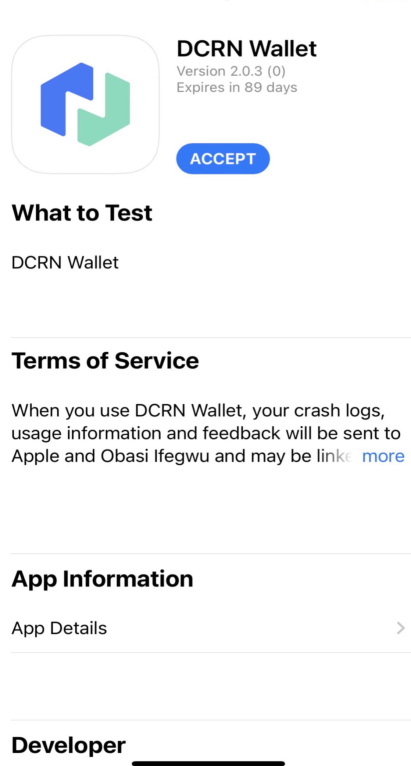 DCRN Wallet
Version 2.0.3 (0)
Expires in 89 days
ACCEPT
What to Test
DCRN Wallet
Terms of Service
When you use DCRN Wallet, your crash logs,
usage information and feedback will be sent to
Apple and Obasi Ifegwu and may be linke more
App Information
App Details
Developer